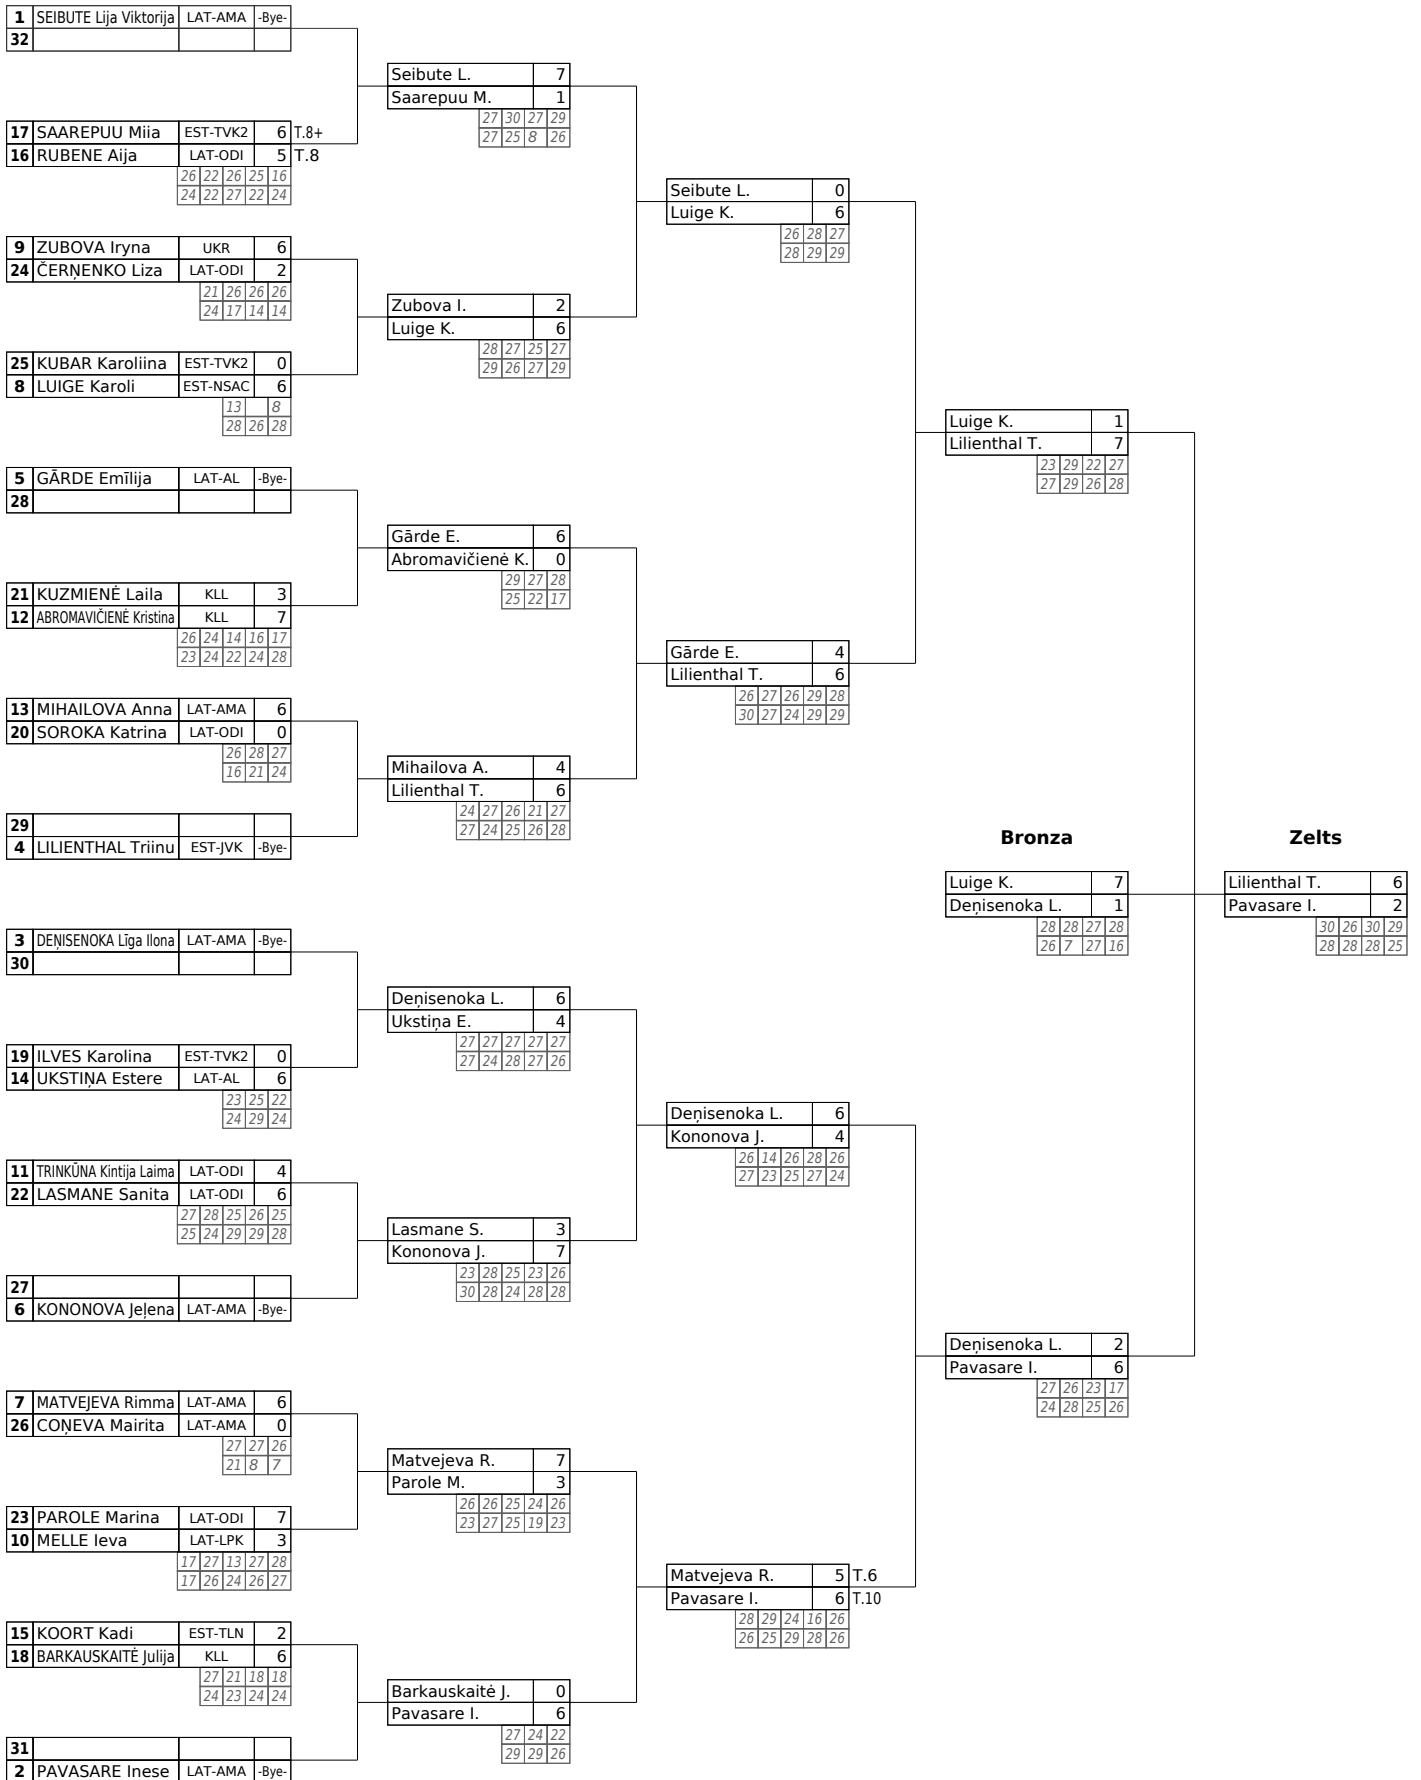 1 SEIBUTE Lija Viktorija LAT-AMA -Bye-
32
Seibute L. 7
Saarepuu M. 1
27 30 27 29
27 25 8 26
17 SAAREPUU Miia EST-TVK2 6 T.8+
16 RUBENE Aija LAT-ODI 5 T.8
26 22 26 25 16
24 22 27 22 24
Seibute L. 0
Luige K. 6
26 28 27
28 29 29
9 ZUBOVA Iryna UKR 6
24 ČERŅENKO Liza LAT-ODI 2
21 26 26 26
24 17 14 14
Zubova I. 2
Luige K. 6
28 27 25 27
29 26 27 29
25 KUBAR Karoliina EST-TVK2 0
8 LUIGE Karoli EST-NSAC 6
13 8
28 26 28
Luige K. 1
Lilienthal T. 7
23 29 22 27
27 29 26 28
5 GĀRDE Emīlija LAT-AL -Bye-
28
Gārde E. 6
Abromavičienė K. 0
29 27 28
25 22 17
21 KUZMIENĖ Laila KLL 3
12 ABROMAVIČIENĖ Kristina KLL 7
26 24 14 16 17
23 24 22 24 28
Gārde E. 4
Lilienthal T. 6
26 27 26 29 28
30 27 24 29 29
13 MIHAILOVA Anna LAT-AMA 6
20 SOROKA Katrina LAT-ODI 0
26 28 27
16 21 24
Mihailova A. 4
Lilienthal T. 6
24 27 26 21 27
27 24 25 26 28
29
4 LILIENTHAL Triinu EST-JVK -Bye-
Bronza Zelts
Luige K. 7
Deņisenoka L. 1
28 28 27 28
26 7 27 16
Lilienthal T. 6
Pavasare I. 2
30 26 30 29
28 28 28 25
3 DEŅISENOKA Līga Ilona LAT-AMA -Bye-
30
Deņisenoka L. 6
Ukstiņa E. 4
27 27 27 27 27
27 24 28 27 26
19 ILVES Karolina EST-TVK2 0
14 UKSTIŅA Estere LAT-AL 6
23 25 22
24 29 24
Deņisenoka L. 6
Kononova J. 4
26 14 26 28 26
27 23 25 27 24
11 TRINKŪNA Kintija Laima LAT-ODI 4
22 LASMANE Sanita LAT-ODI 6
27 28 25 26 25
25 24 29 29 28
Lasmane S. 3
Kononova J. 7
23 28 25 23 26
30 28 24 28 28
27
6 KONONOVA Jeļena LAT-AMA -Bye-
Deņisenoka L. 2
Pavasare I. 6
27 26 23 17
24 28 25 26
7 MATVEJEVA Rimma LAT-AMA 6
26 COŅEVA Mairita LAT-AMA 0
27 27 26
21 8 7
Matvejeva R. 7
Parole M. 3
26 26 25 24 26
23 27 25 19 23
23 PAROLE Marina LAT-ODI 7
10 MELLE Ieva LAT-LPK 3
17 27 13 27 28
17 26 24 26 27
Matvejeva R. 5 T.6
Pavasare I. 6 T.10
28 29 24 16 26
26 25 29 28 26
15 KOORT Kadi EST-TLN 2
18 BARKAUSKAITĖ Julija KLL 6
27 21 18 18
24 23 24 24
Barkauskaitė J. 0
Pavasare I. 6
27 24 22
29 29 26
31
2 PAVASARE Inese LAT-AMA -Bye-